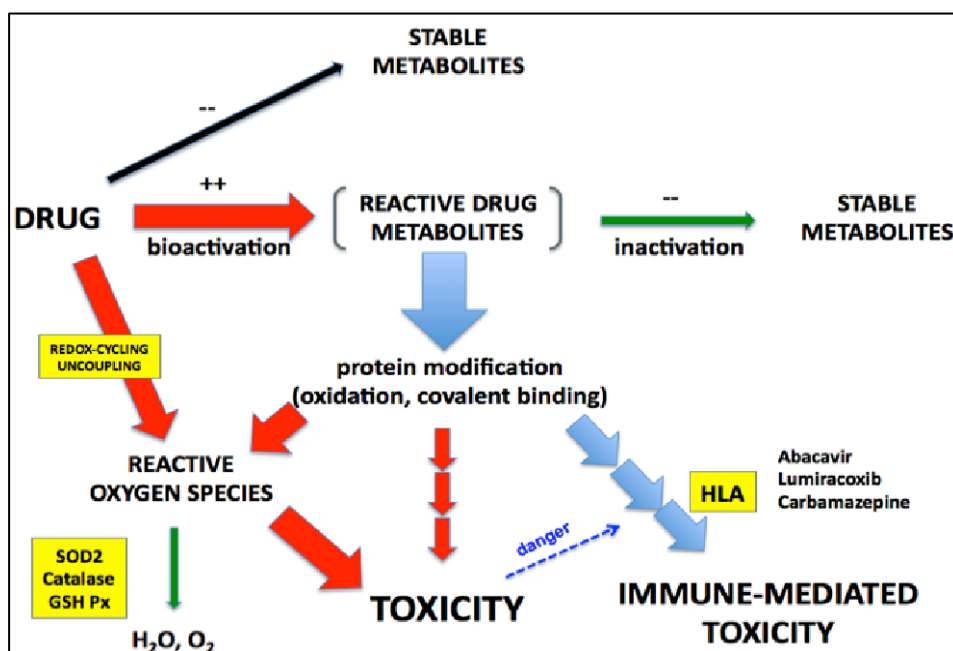 STABLE
METABOLITES
--
++
DRUG
bioactivation
REACTIVE DRUG
METABOLITES
--
inactivation
STABLE
METABOLITES
REDOX-CYCLING
UNCOUPLING
protein modification
(oxidation, covalent binding)
REACTIVE
OXYGEN SPECIES
HLA
Abacavir
Lumiracoxib
Carbamazepine
SOD2
Catalase
GSH Px
danger
H₂O, O₂
TOXICITY
IMMUNE-MEDIATED
TOXICITY